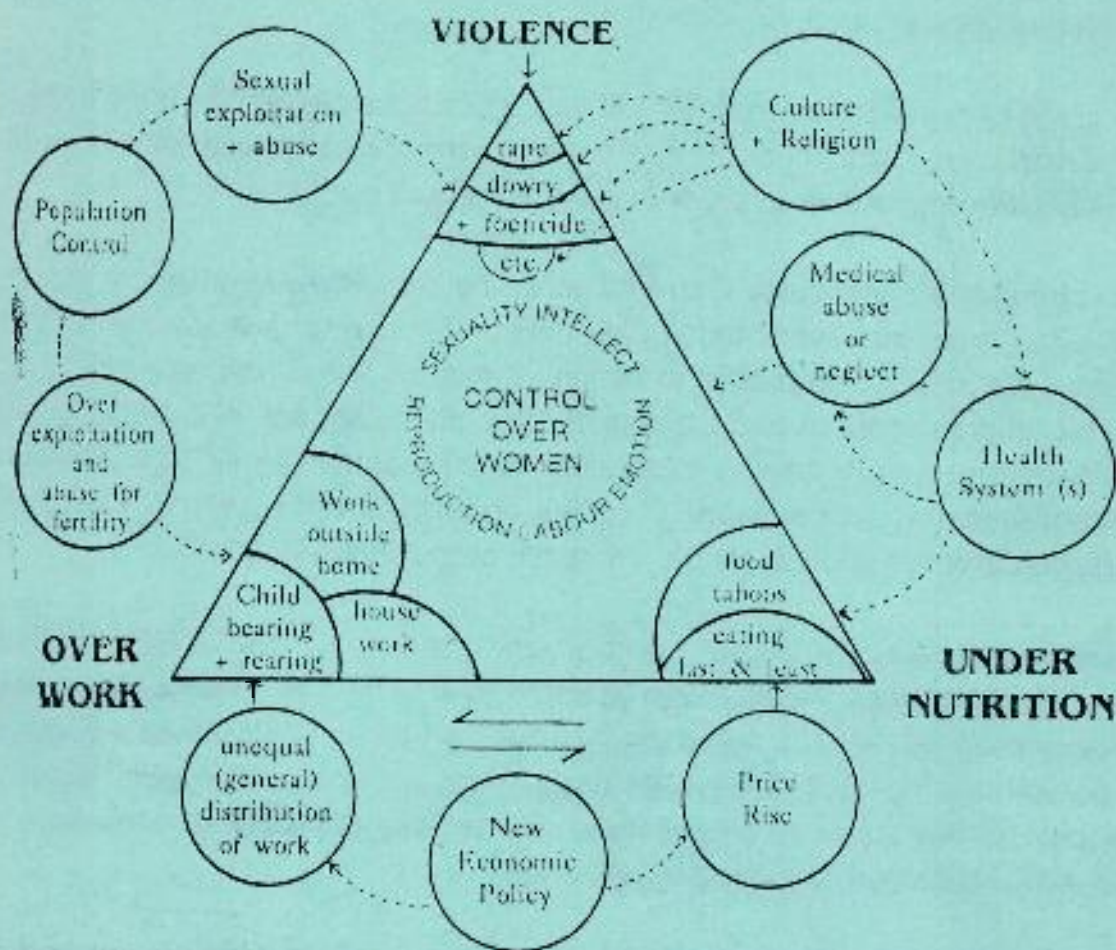 VIOLENCE
Sexual
exploitation
+ abuse
Culture
+ Religion
Population
Control
rape
dowry
+ foeticide
etc.
Medical
abuse
or
neglect
SEXUALITY INTELLECT
EMOTION LABOUR REPRODUCTION
CONTROL
OVER
WOMEN
Over
exploitation
and
abuse for
fertility
Health
System (s)
Work
outside
home
Child
bearing
+ rearing
house
work
food
taboos
eating
last & least
OVER
WORK
UNDER
NUTRITION
unequal
(general)
distribution
of work
New
Economic
Policy
Price
Rise